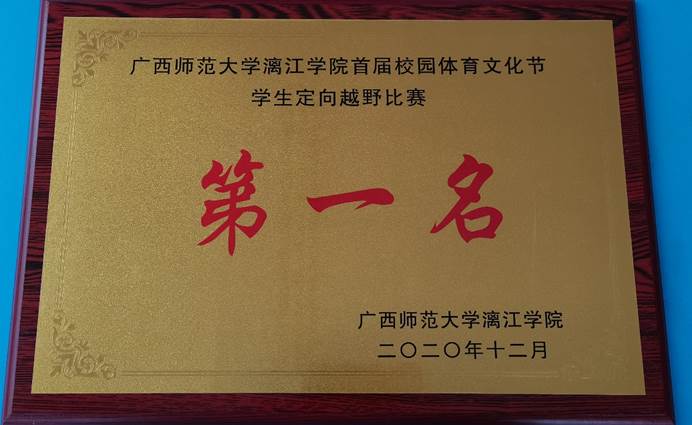 广西师范大学漓江学院首届校园体育文化节
学生定向越野比赛
第一名
广西师范大学漓江学院
二〇二〇年十二月